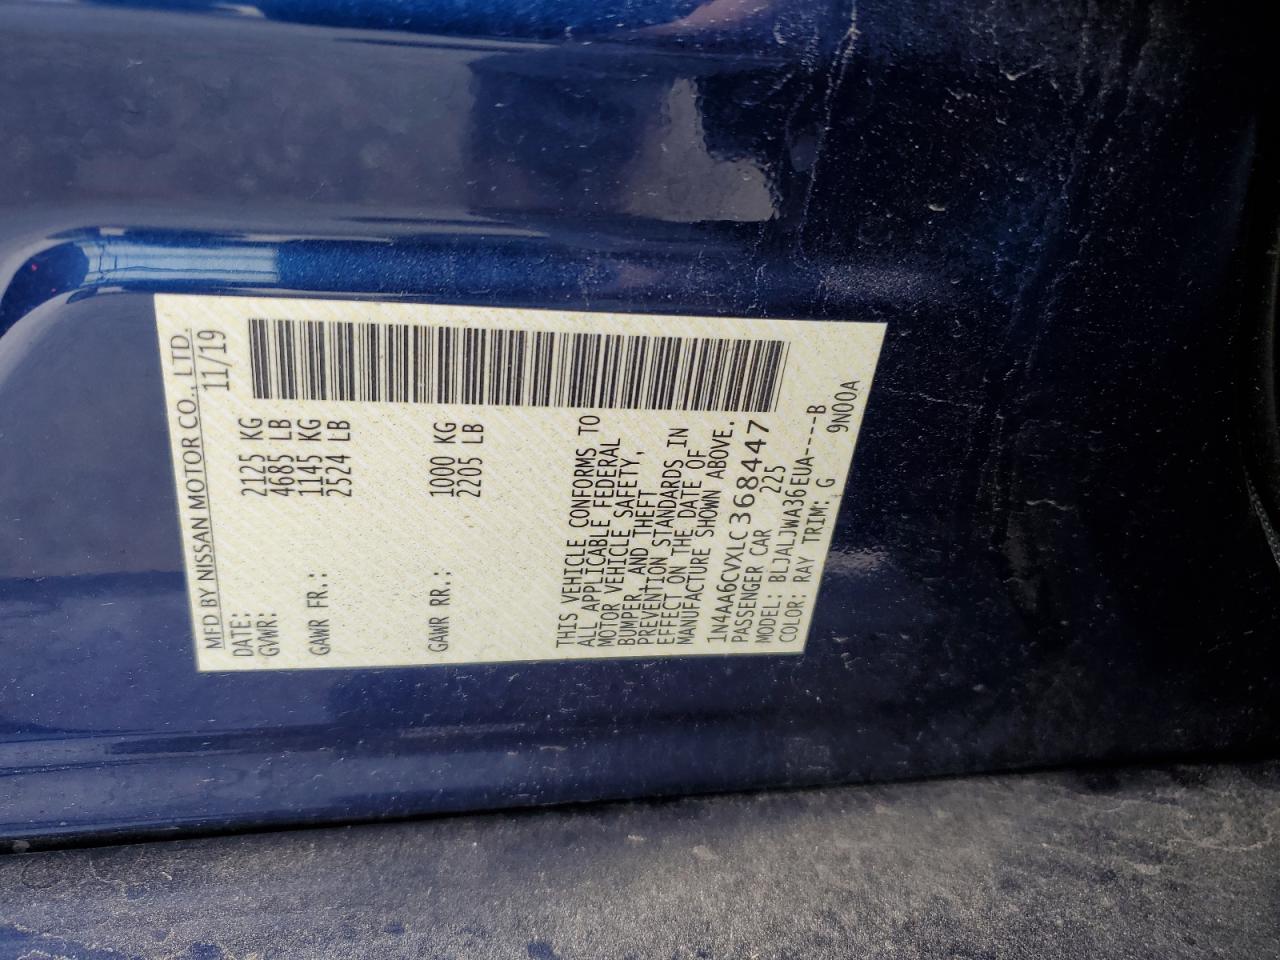 MFD BY NISSAN MOTOR CO., LTD.
DATE: 11/19
GVWR: 2125 KG
4685 LB
GAWR FR.: 1145 KG
2524 LB
GAWR RR.: 1000 KG
2205 LB
THIS VEHICLE CONFORMS TO
ALL APPLICABLE FEDERAL
MOTOR VEHICLE SAFETY,
BUMPER, AND THEFT
PREVENTION STANDARDS IN
EFFECT ON THE DATE OF
MANUFACTURE SHOWN ABOVE.
1N4AA6CVXLC368447
PASSENGER CAR 225
MODEL: BLJALJWA36EUA----B
COLOR: RAY TRIM: G 9N00A